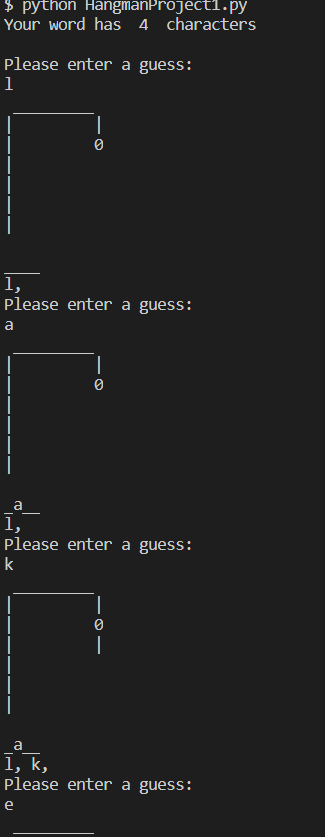 $ python HangmanProject1.py
Your word has  4  characters
Please enter a guess:
l
 _________
|         |
|         0
|
|
|
|
____
l,
Please enter a guess:
a
 _________
|         |
|         0
|
|
|
|
_a__
l,
Please enter a guess:
k
 _________
|         |
|         0
|         |
|
|
|
_a__
l, k,
Please enter a guess:
e
 _________